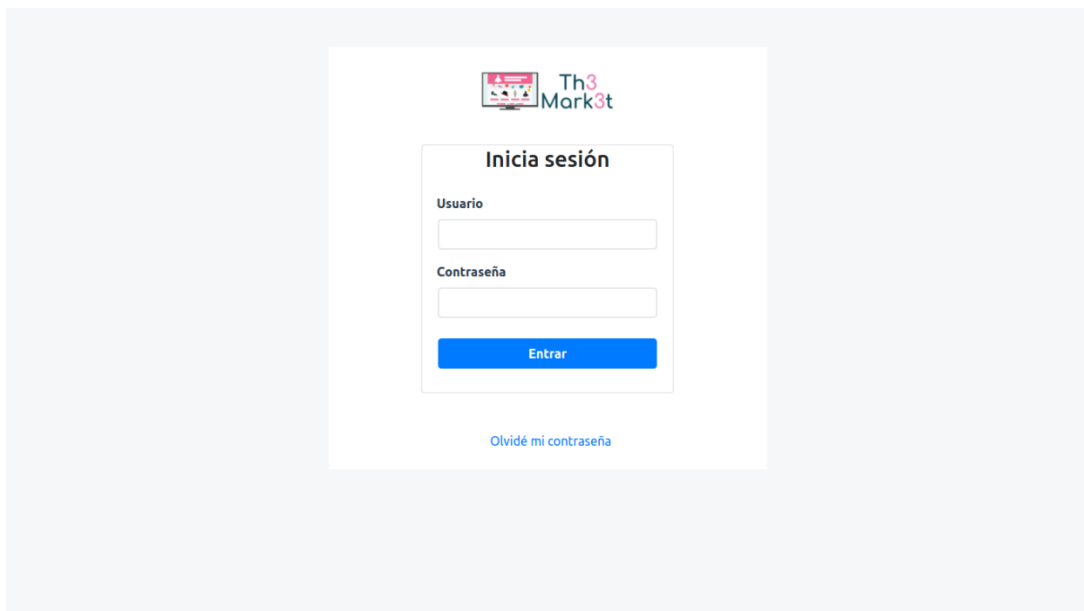 Th3
Mark3t
Inicia sesión
Usuario
Contraseña
Entrar
Olvidé mi contraseña